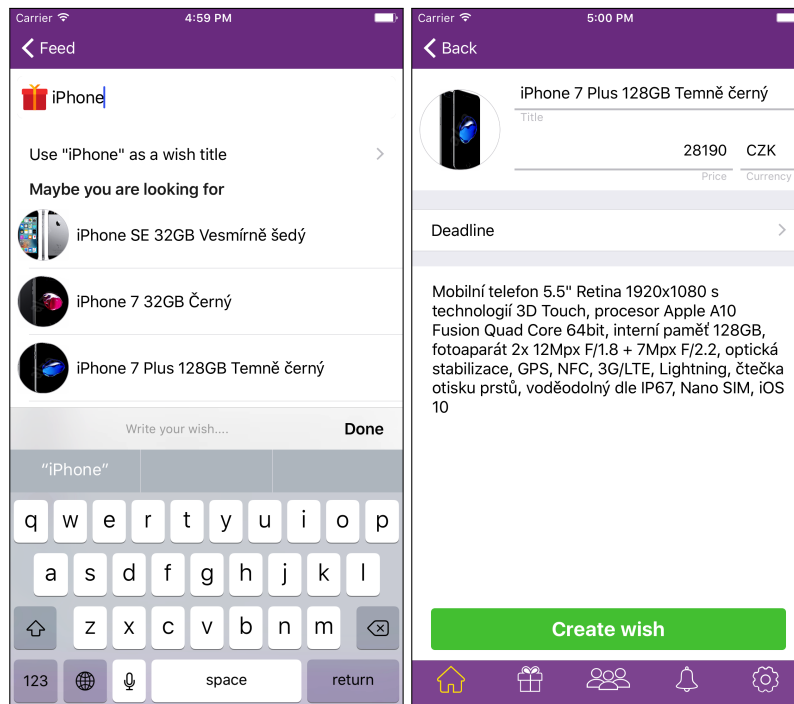 Carrier 4:59 PM
Feed
iPhone
Use "iPhone" as a wish title
Maybe you are looking for
iPhone SE 32GB Vesmírně šedý
iPhone 7 32GB Černý
iPhone 7 Plus 128GB Temně černý
Write your wish.... Done
“iPhone”
q w e r t y u i o p
a s d f g h j k l
z x c v b n m
123 space return
Carrier 5:00 PM
Back
iPhone 7 Plus 128GB Temně černý
Title
28190 CZK
Price Currency
Deadline
Mobilní telefon 5.5" Retina 1920x1080 s
technologií 3D Touch, procesor Apple A10
Fusion Quad Core 64bit, interní paměť 128GB,
fotoaparát 2x 12Mpx F/1.8 + 7Mpx F/2.2, optická
stabilizace, GPS, NFC, 3G/LTE, Lightning, čtečka
otisku prstů, voděodolný dle IP67, Nano SIM, iOS
10
Create wish